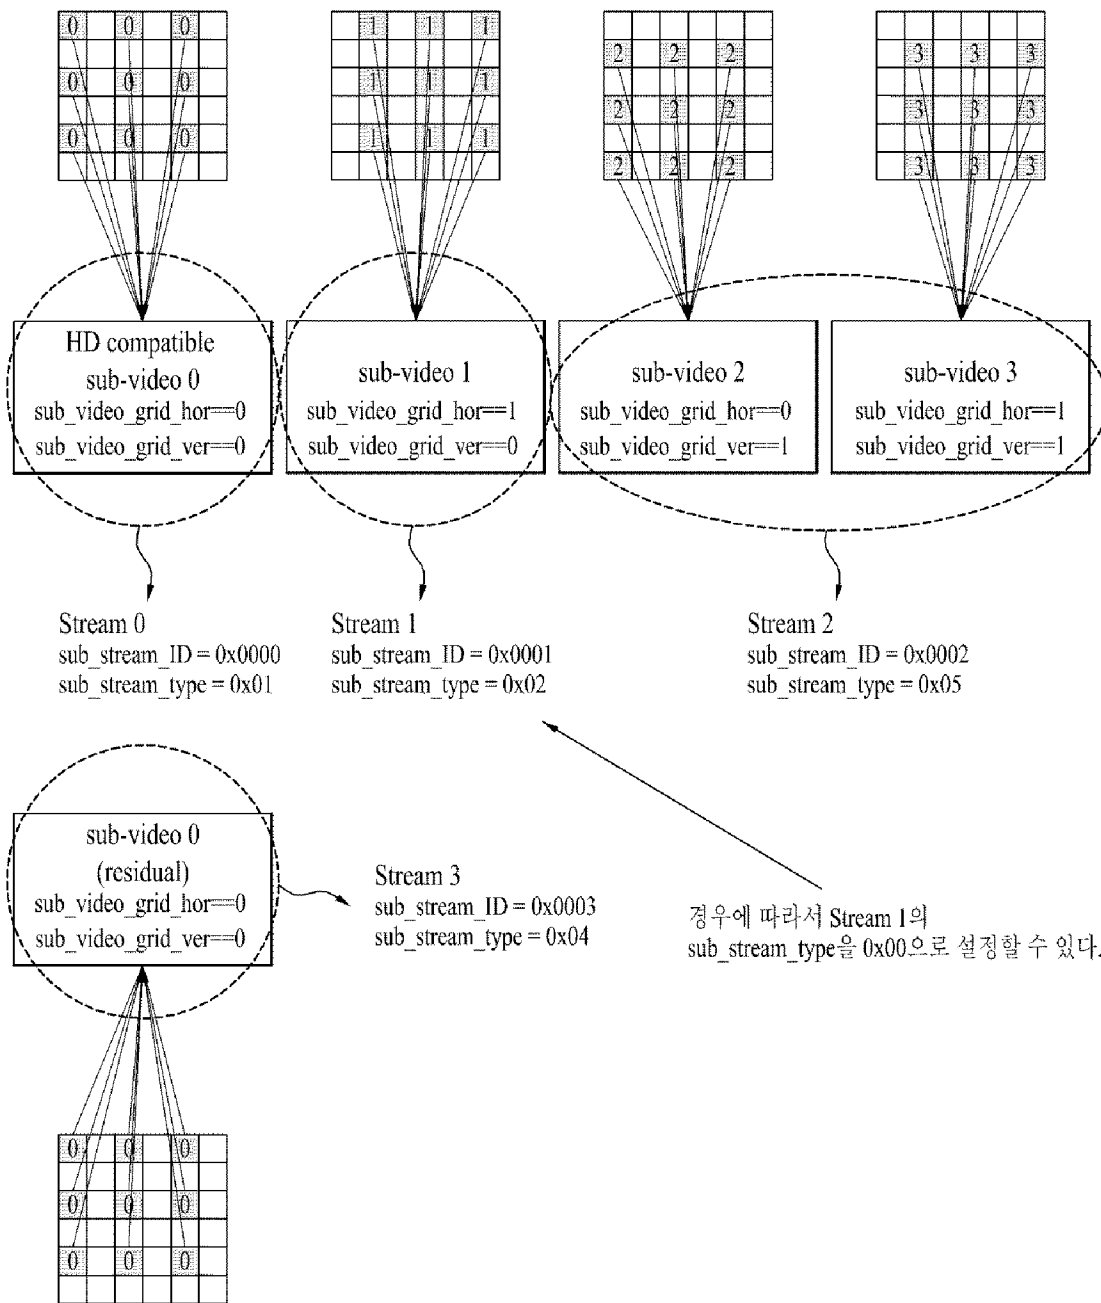 0 0 0
0 0 0
0 0 0
1 1 1
1 1 1
1 1 1
2 2 2
2 2 2
2 2 2
3 3 3
3 3 3
3 3 3
HD compatible
sub-video 0
sub_video_grid_hor==0
sub_video_grid_ver==0
sub-video 1
sub_video_grid_hor==1
sub_video_grid_ver==0
sub-video 2
sub_video_grid_hor==0
sub_video_grid_ver==1
sub-video 3
sub_video_grid_hor==1
sub_video_grid_ver==1
Stream 0
sub_stream_ID = 0x0000
sub_stream_type = 0x01
Stream 1
sub_stream_ID = 0x0001
sub_stream_type = 0x02
Stream 2
sub_stream_ID = 0x0002
sub_stream_type = 0x05
sub-video 0
(residual)
sub_video_grid_hor==0
sub_video_grid_ver==0
Stream 3
sub_stream_ID = 0x0003
sub_stream_type = 0x04
경우에 따라서 Stream 1의
sub_stream_type을 0x00으로 설정할 수 있다.
0 0 0
0 0 0
0 0 0